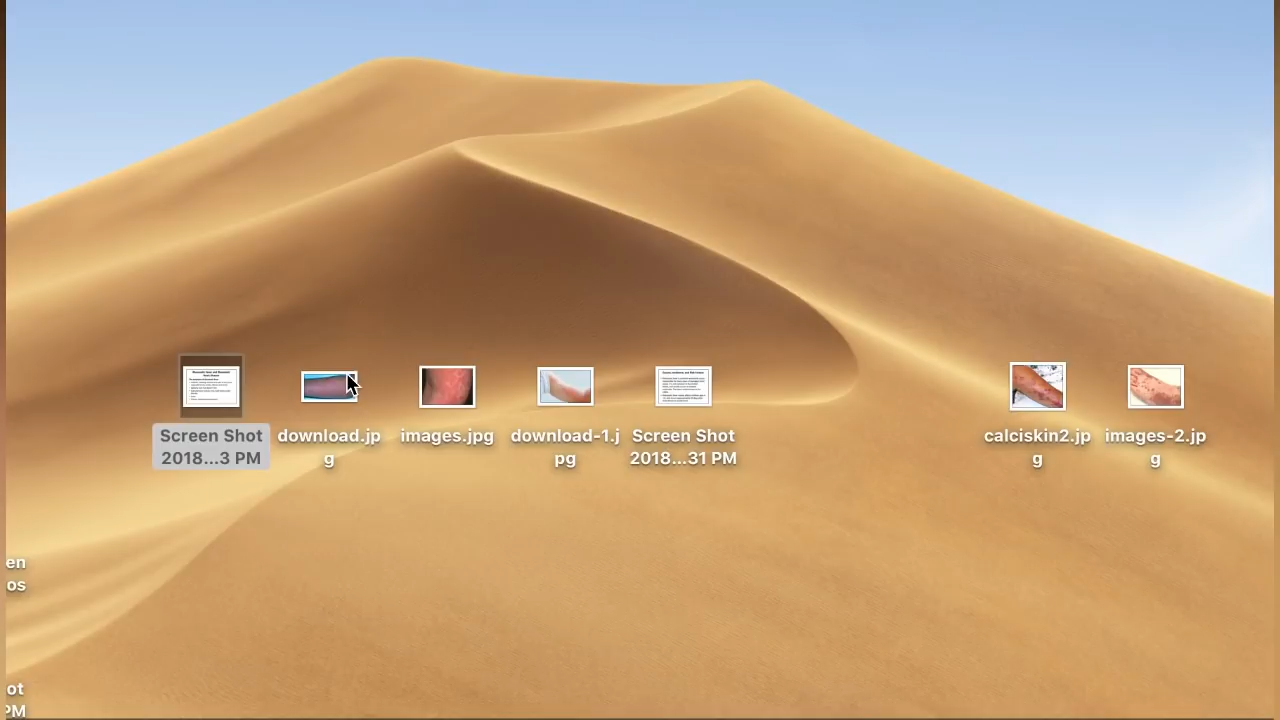 Screen Shot
2018...3 PM
download.jp
g
images.jpg
download-1.j
pg
Screen Shot
2018...31 PM
calciskin2.jp
g
images-2.jp
g
en
os
ot
PM